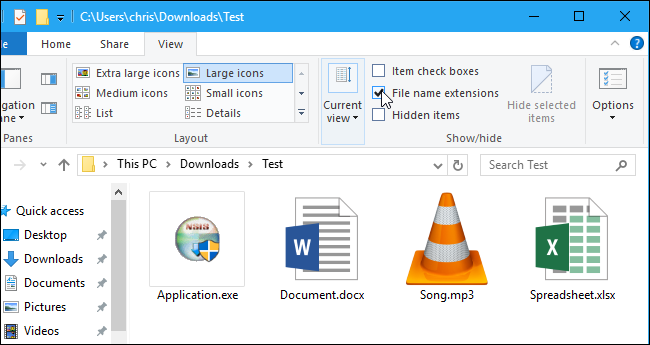 C:\Users\chris\Downloads\Test
Home Share View
Extra large icons Large icons
Medium icons Small icons
List Details
Layout
Panes
Current
view
Item check boxes
File name extensions
Hidden items
Hide selected
items
Show/hide
Options
This PC Downloads Test
Search Test
Quick access
Desktop
Downloads
Documents
Pictures
Videos
NSIS
W
X
Application.exe Document.docx Song.mp3 Spreadsheet.xlsx